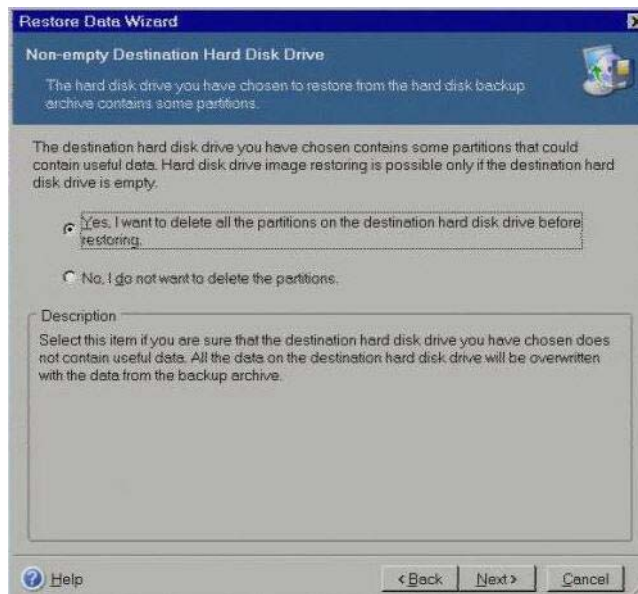 Restore Data Wizard
Non-empty Destination Hard Disk Drive
The hard disk drive you have chosen to restore from the hard disk backup
archive contains some partitions.
The destination hard disk drive you have chosen contains some partitions that could
contain useful data. Hard disk drive image restoring is possible only if the destination hard
disk drive is empty.
Yes, I want to delete all the partitions on the destination hard disk drive before
restoring.
No, I do not want to delete the partitions.
Description
Select this item if you are sure that the destination hard disk drive you have chosen does
not contain useful data. All the data on the destination hard disk drive will be overwritten
with the data from the backup archive.
Help
< Back
Next >
Cancel